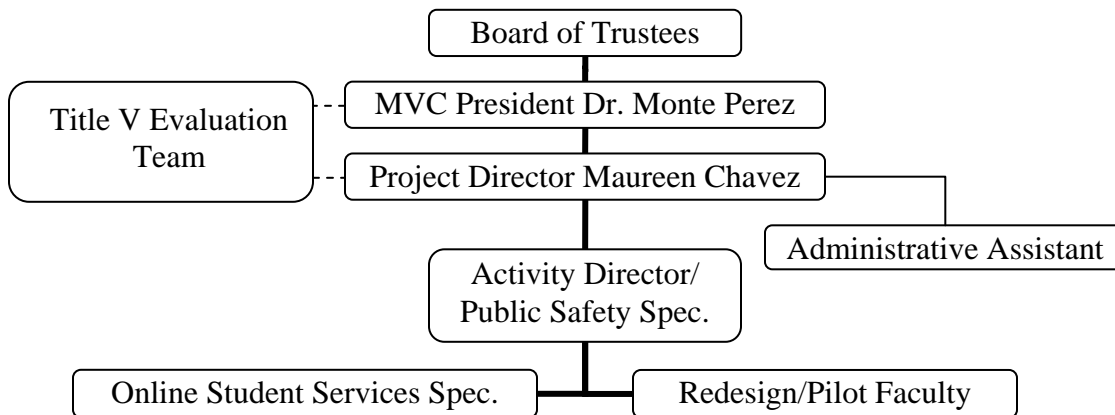 Board of Trustees
MVC President Dr. Monte Perez
Title V Evaluation
Team
Project Director Maureen Chavez
Administrative Assistant
Activity Director/
Public Safety Spec.
Online Student Services Spec.
Redesign/Pilot Faculty